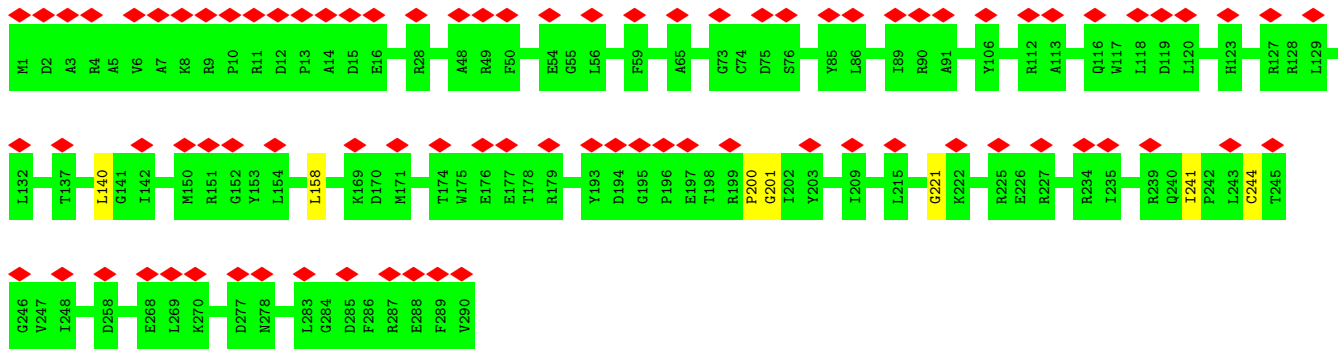 M1 D2 A3 R4 A5 V6 A7 K8 R9 P10 R11 D12 P13 A14 D15 E16 R28 A48 R49 F50 E54 G55 L56 F59 A65 G73 C74 D75 S76 Y85 L86 I89 R90 A91 Y106 R112 A113 Q116 W117 L118 D119 L120 H123 R127 R128 L129
L132 T137 L140 G141 I142 M150 R151 G152 Y153 L154 L158 K169 D170 M171 T174 W175 E176 E177 T178 R179 Y193 D194 G195 P196 E197 T198 R199 P200 G201 I202 Y203 I209 L215 G221 K222 R225 E226 R227 R234 I235 R239 Q240 I241 P242 L243 C244 T245
G246 V247 I248 D258 E268 L269 K270 D277 N278 L283 G284 D285 F286 R287 E288 F289 V290